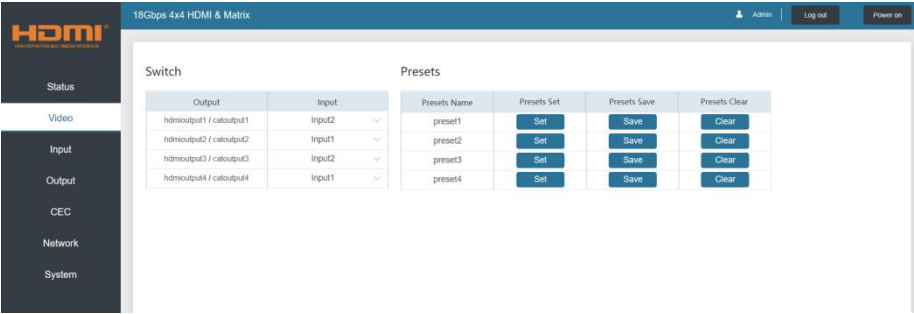 18Gbps 4x4 HDMI & Matrix
Admin
Log out
Power on
HDMI
HIGH-DEFINITION MULTIMEDIA INTERFACE
Status
Video
Input
Output
CEC
Network
System
Switch
Output Input
hdmioutput1 / catoutput1 Input2
hdmioutput2 / catoutput2 Input1
hdmioutput3 / catoutput3 Input2
hdmioutput4 / catoutput4 Input1
Presets
Presets Name Presets Set Presets Save Presets Clear
preset1 Set Save Clear
preset2 Set Save Clear
preset3 Set Save Clear
preset4 Set Save Clear